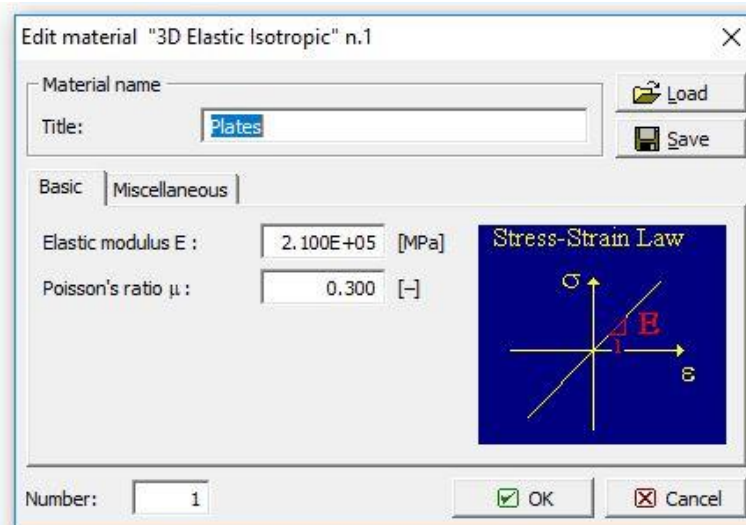 Edit material "3D Elastic Isotropic" n.1
Material name
Load
Title: Plates
Save
Basic Miscellaneous
Elastic modulus E : 2.100E+05 [MPa]
Poisson's ratio μ : 0.300 [-]
Stress-Strain Law
σ
E
1
ε
Number: 1 OK Cancel